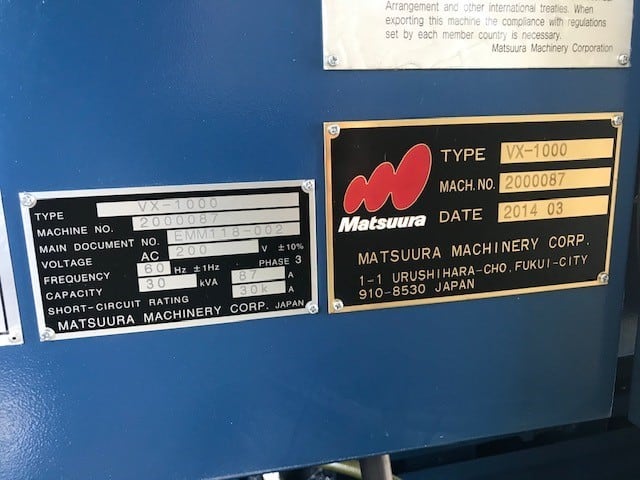 Arrangement and other international treaties. When
exporting this machine the compliance with regulations
set by each member country is necessary.
Matsuura Machinery Corporation
TYPE VX-1000
MACHINE NO. 2000087
MAIN DOCUMENT NO. EMM118-002
VOLTAGE AC 200 V ±10%
FREQUENCY 60 Hz ±1Hz PHASE 3
CAPACITY 30 kVA 87 A
SHORT-CIRCUIT RATING 30k A
MATSUURA MACHINERY CORP. JAPAN
Matsuura
TYPE VX-1000
MACH. NO. 2000087
DATE 2014 03
MATSUURA MACHINERY CORP.
1-1 URUSHIHARA-CHO, FUKUI-CITY
910-8530 JAPAN